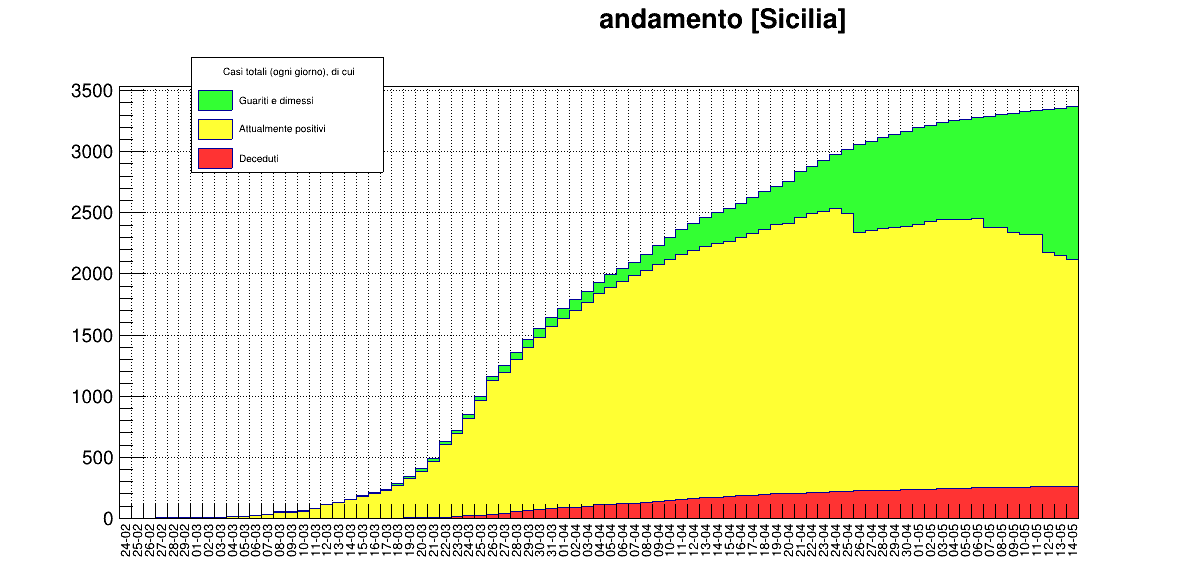 andamento [Sicilia]
Casi totali (ogni giorno), di cui
Guariti e dimessi
Attualmente positivi
Deceduti
3500
3000
2500
2000
1500
1000
500
0
24-02 25-02 26-02 27-02 28-02 29-02 01-03 02-03 03-03 04-03 05-03 06-03 07-03 08-03 09-03 10-03 11-03 12-03 13-03 14-03 15-03 16-03 17-03 18-03 19-03 20-03 21-03 22-03 23-03 24-03 25-03 26-03 27-03 28-03 29-03 30-03 31-03 01-04 02-04 03-04 04-04 05-04 06-04 07-04 08-04 09-04 10-04 11-04 12-04 13-04 14-04 15-04 16-04 17-04 18-04 19-04 20-04 21-04 22-04 23-04 24-04 25-04 26-04 27-04 28-04 29-04 30-04 01-05 02-05 03-05 04-05 05-05 06-05 07-05 08-05 09-05 10-05 11-05 12-05 13-05 14-05